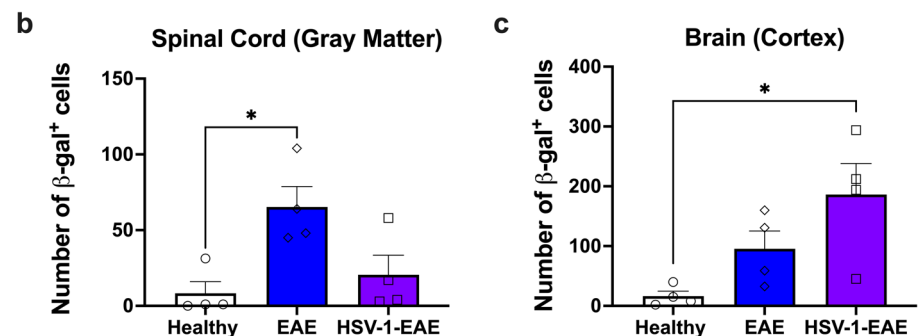 b
Spinal Cord (Gray Matter)
Number of β-gal⁺ cells
150
100
50
0
*
Healthy
EAE
HSV-1-EAE
c
Brain (Cortex)
Number of β-gal⁺ cells
400
300
200
100
0
*
Healthy
EAE
HSV-1-EAE